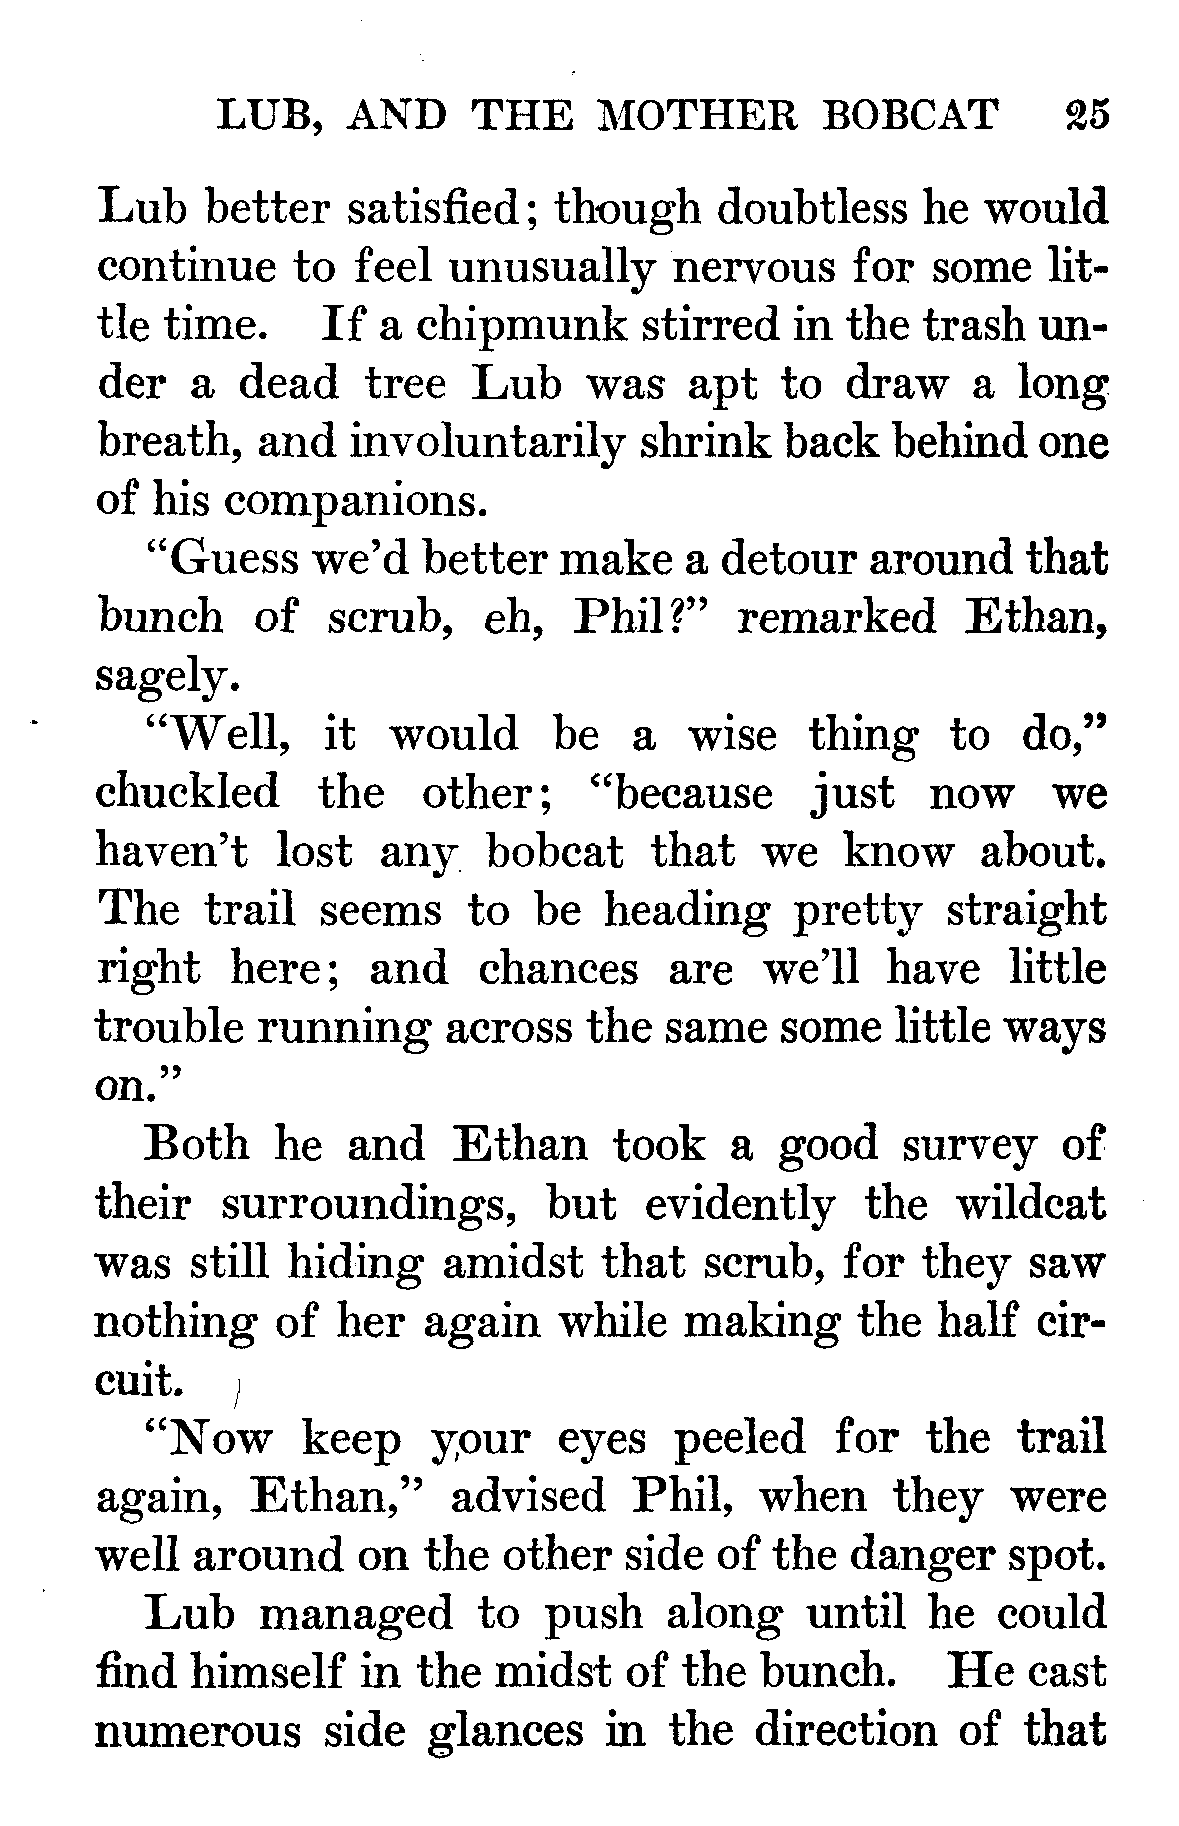 LUB, AND THE MOTHER BOBCAT 25
Lub better satisfied; though doubtless he would
continue to feel unusually nervous for some lit-
tle time. If a chipmunk stirred in the trash un-
der a dead tree Lub was apt to draw a long
breath, and involuntarily shrink back behind one
of his companions.
“Guess we’d better make a detour around that
bunch of scrub, eh, Phil?” remarked Ethan,
sagely.
“Well, it would be a wise thing to do,”
chuckled the other; “because just now we
haven’t lost any bobcat that we know about.
The trail seems to be heading pretty straight
right here; and chances are we’ll have little
trouble running across the same some little ways
on.”
Both he and Ethan took a good survey of
their surroundings, but evidently the wildcat
was still hiding amidst that scrub, for they saw
nothing of her again while making the half cir-
cuit.
“Now keep your eyes peeled for the trail
again, Ethan,” advised Phil, when they were
well around on the other side of the danger spot.
Lub managed to push along until he could
find himself in the midst of the bunch. He cast
numerous side glances in the direction of that